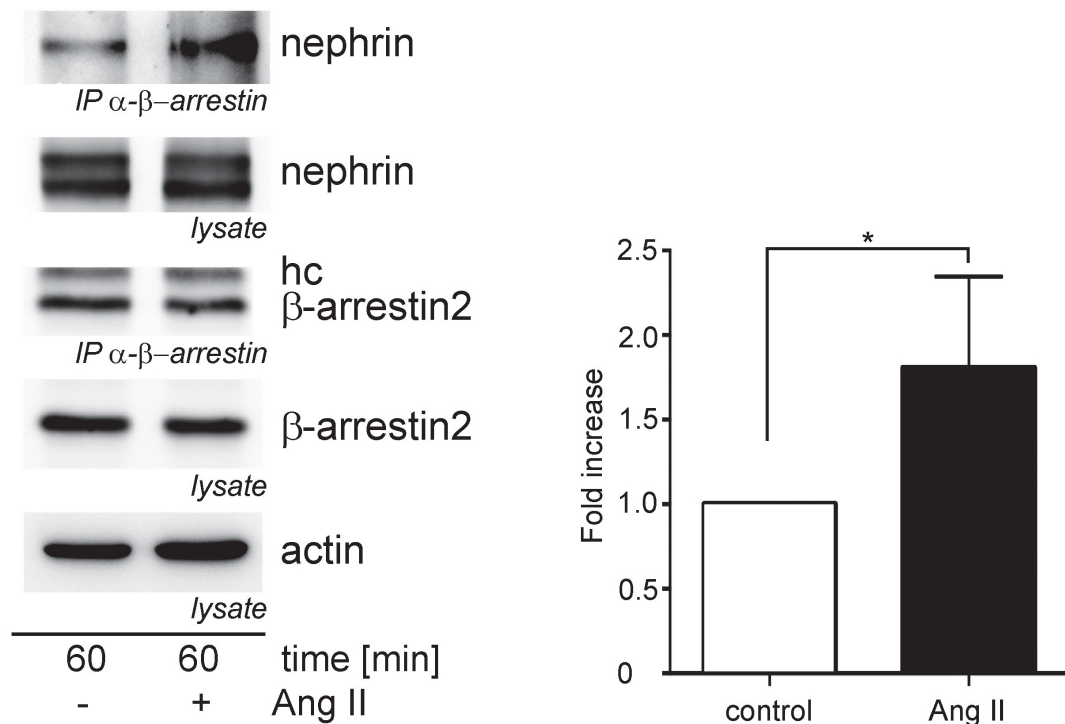 nephrin
IP α-β–arrestin
nephrin
lysate
hc
β-arrestin2
IP α-β–arrestin
β-arrestin2
lysate
actin
lysate
60 60 time [min]
- + Ang II
*
2.5
2.0
1.5
1.0
0.5
0
Fold increase
control Ang II